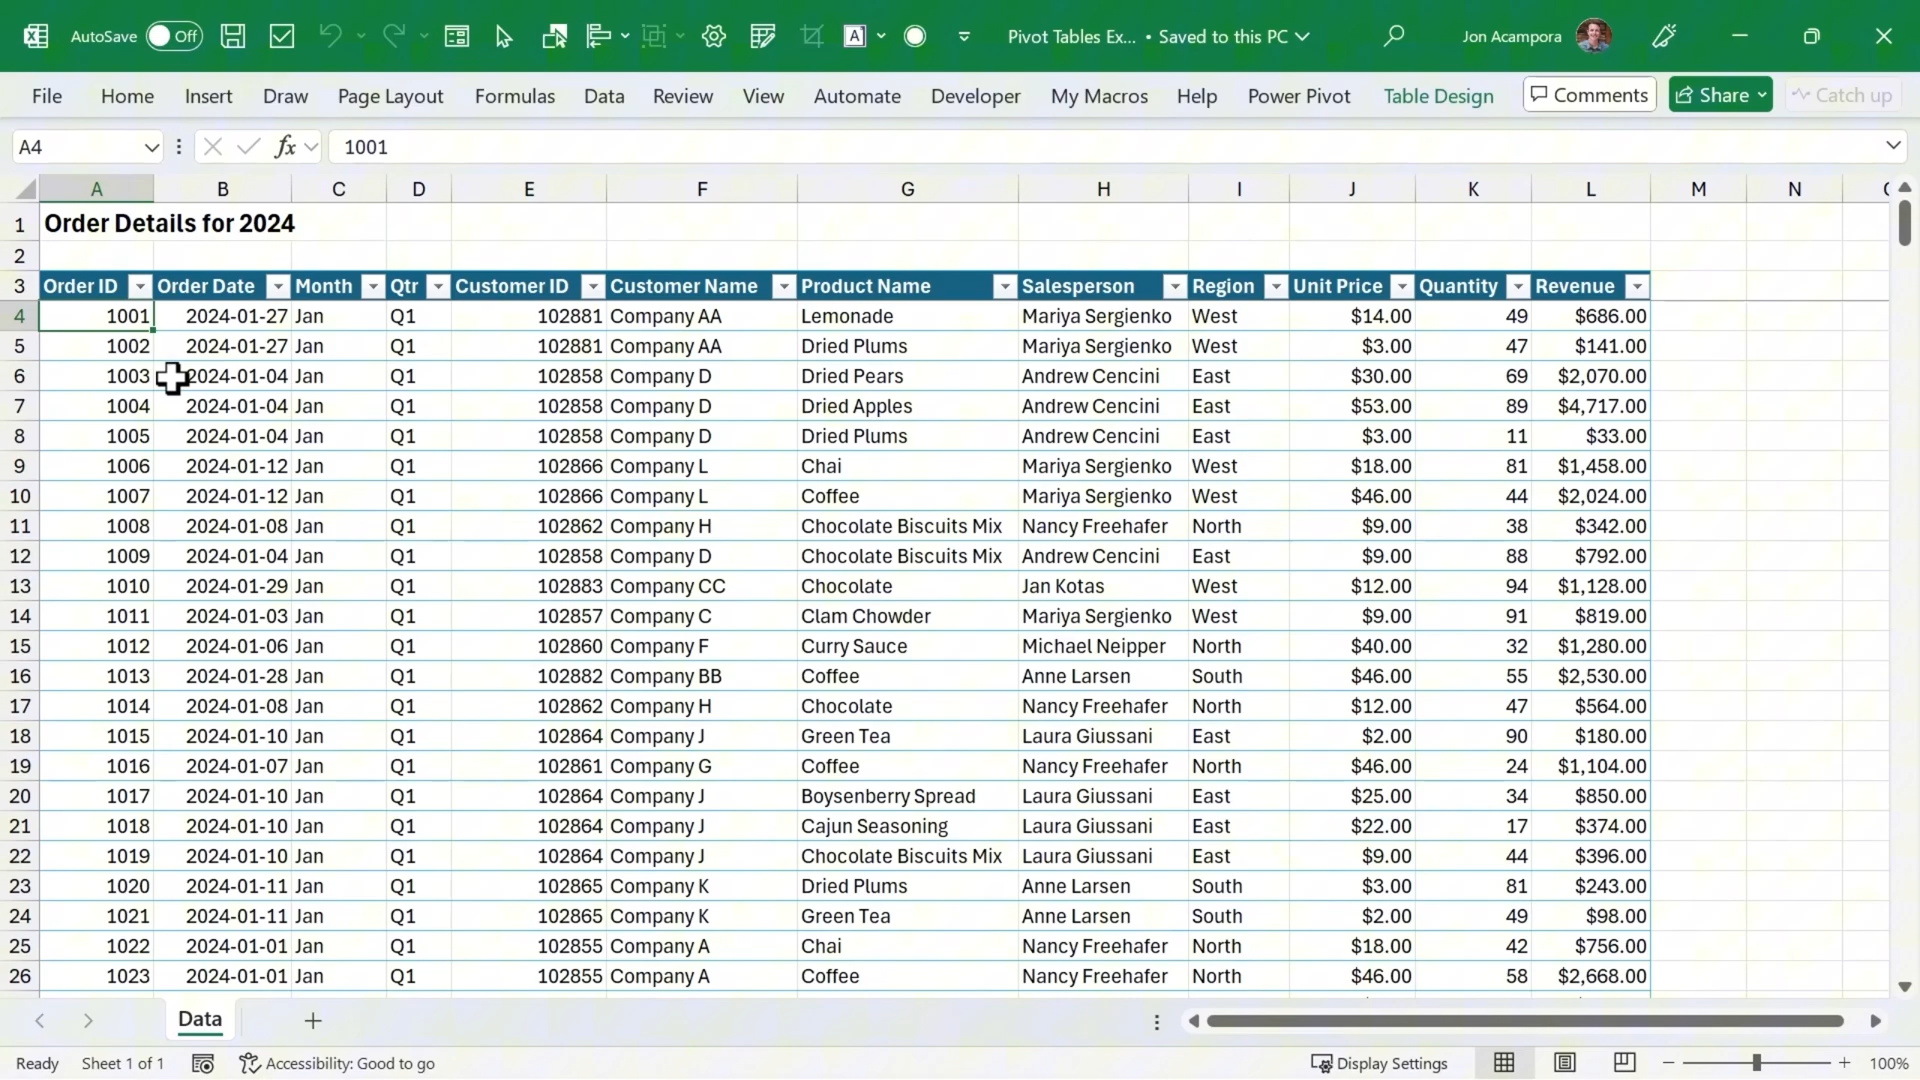 AutoSave Off A Pivot Tables Ex... • Saved to this PC Jon Acampora
File Home Insert Draw Page Layout Formulas Data Review View Automate Developer My Macros Help Power Pivot Table Design Comments Share Catch up
A4 fx 1001
A B C D E F G H I J K L M N
1 Order Details for 2024
2
3 Order ID Order Date Month Qtr Customer ID Customer Name Product Name Salesperson Region Unit Price Quantity Revenue
4 1001 2024-01-27 Jan Q1 102881 Company AA Lemonade Mariya Sergienko West $14.00 49 $686.00
5 1002 2024-01-27 Jan Q1 102881 Company AA Dried Plums Mariya Sergienko West $3.00 47 $141.00
6 1003 2024-01-04 Jan Q1 102858 Company D Dried Pears Andrew Cencini East $30.00 69 $2,070.00
7 1004 2024-01-04 Jan Q1 102858 Company D Dried Apples Andrew Cencini East $53.00 89 $4,717.00
8 1005 2024-01-04 Jan Q1 102858 Company D Dried Plums Andrew Cencini East $3.00 11 $33.00
9 1006 2024-01-12 Jan Q1 102866 Company L Chai Mariya Sergienko West $18.00 81 $1,458.00
10 1007 2024-01-12 Jan Q1 102866 Company L Coffee Mariya Sergienko West $46.00 44 $2,024.00
11 1008 2024-01-08 Jan Q1 102862 Company H Chocolate Biscuits Mix Nancy Freehafer North $9.00 38 $342.00
12 1009 2024-01-04 Jan Q1 102858 Company D Chocolate Biscuits Mix Andrew Cencini East $9.00 88 $792.00
13 1010 2024-01-29 Jan Q1 102883 Company CC Chocolate Jan Kotas West $12.00 94 $1,128.00
14 1011 2024-01-03 Jan Q1 102857 Company C Clam Chowder Mariya Sergienko West $9.00 91 $819.00
15 1012 2024-01-06 Jan Q1 102860 Company F Curry Sauce Michael Neipper North $40.00 32 $1,280.00
16 1013 2024-01-28 Jan Q1 102882 Company BB Coffee Anne Larsen South $46.00 55 $2,530.00
17 1014 2024-01-08 Jan Q1 102862 Company H Chocolate Nancy Freehafer North $12.00 47 $564.00
18 1015 2024-01-10 Jan Q1 102864 Company J Green Tea Laura Giussani East $2.00 90 $180.00
19 1016 2024-01-07 Jan Q1 102861 Company G Coffee Nancy Freehafer North $46.00 24 $1,104.00
20 1017 2024-01-10 Jan Q1 102864 Company J Boysenberry Spread Laura Giussani East $25.00 34 $850.00
21 1018 2024-01-10 Jan Q1 102864 Company J Cajun Seasoning Laura Giussani East $22.00 17 $374.00
22 1019 2024-01-10 Jan Q1 102864 Company J Chocolate Biscuits Mix Laura Giussani East $9.00 44 $396.00
23 1020 2024-01-11 Jan Q1 102865 Company K Dried Plums Anne Larsen South $3.00 81 $243.00
24 1021 2024-01-11 Jan Q1 102865 Company K Green Tea Anne Larsen South $2.00 49 $98.00
25 1022 2024-01-01 Jan Q1 102855 Company A Chai Nancy Freehafer North $18.00 42 $756.00
26 1023 2024-01-01 Jan Q1 102855 Company A Coffee Nancy Freehafer North $46.00 58 $2,668.00
Data
Ready Sheet 1 of 1 Accessibility: Good to go Display Settings 100%